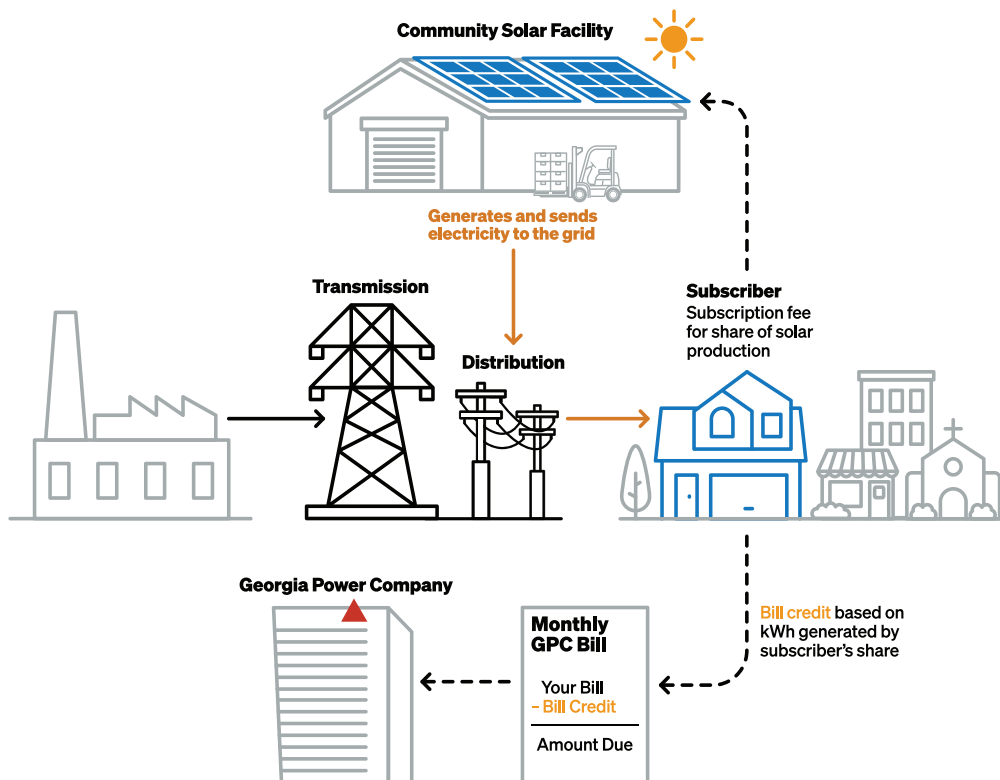 Community Solar Facility
Generates and sends
electricity to the grid
Transmission
Distribution
Subscriber
Subscription fee
for share of solar
production
Georgia Power Company
Monthly
GPC Bill
Your Bill
– Bill Credit
Amount Due
Bill credit based on
kWh generated by
subscriber's share